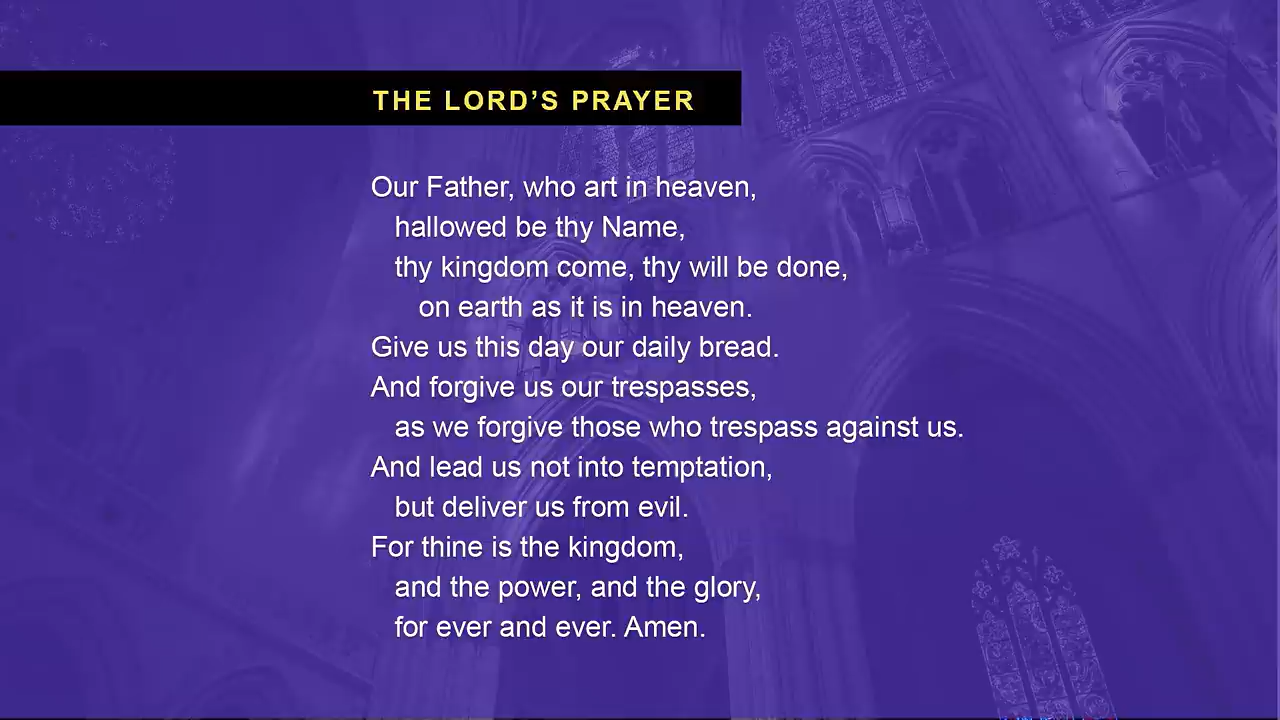 THE LORD’S PRAYER
Our Father, who art in heaven,
hallowed be thy Name,
thy kingdom come, thy will be done,
on earth as it is in heaven.
Give us this day our daily bread.
And forgive us our trespasses,
as we forgive those who trespass against us.
And lead us not into temptation,
but deliver us from evil.
For thine is the kingdom,
and the power, and the glory,
for ever and ever. Amen.